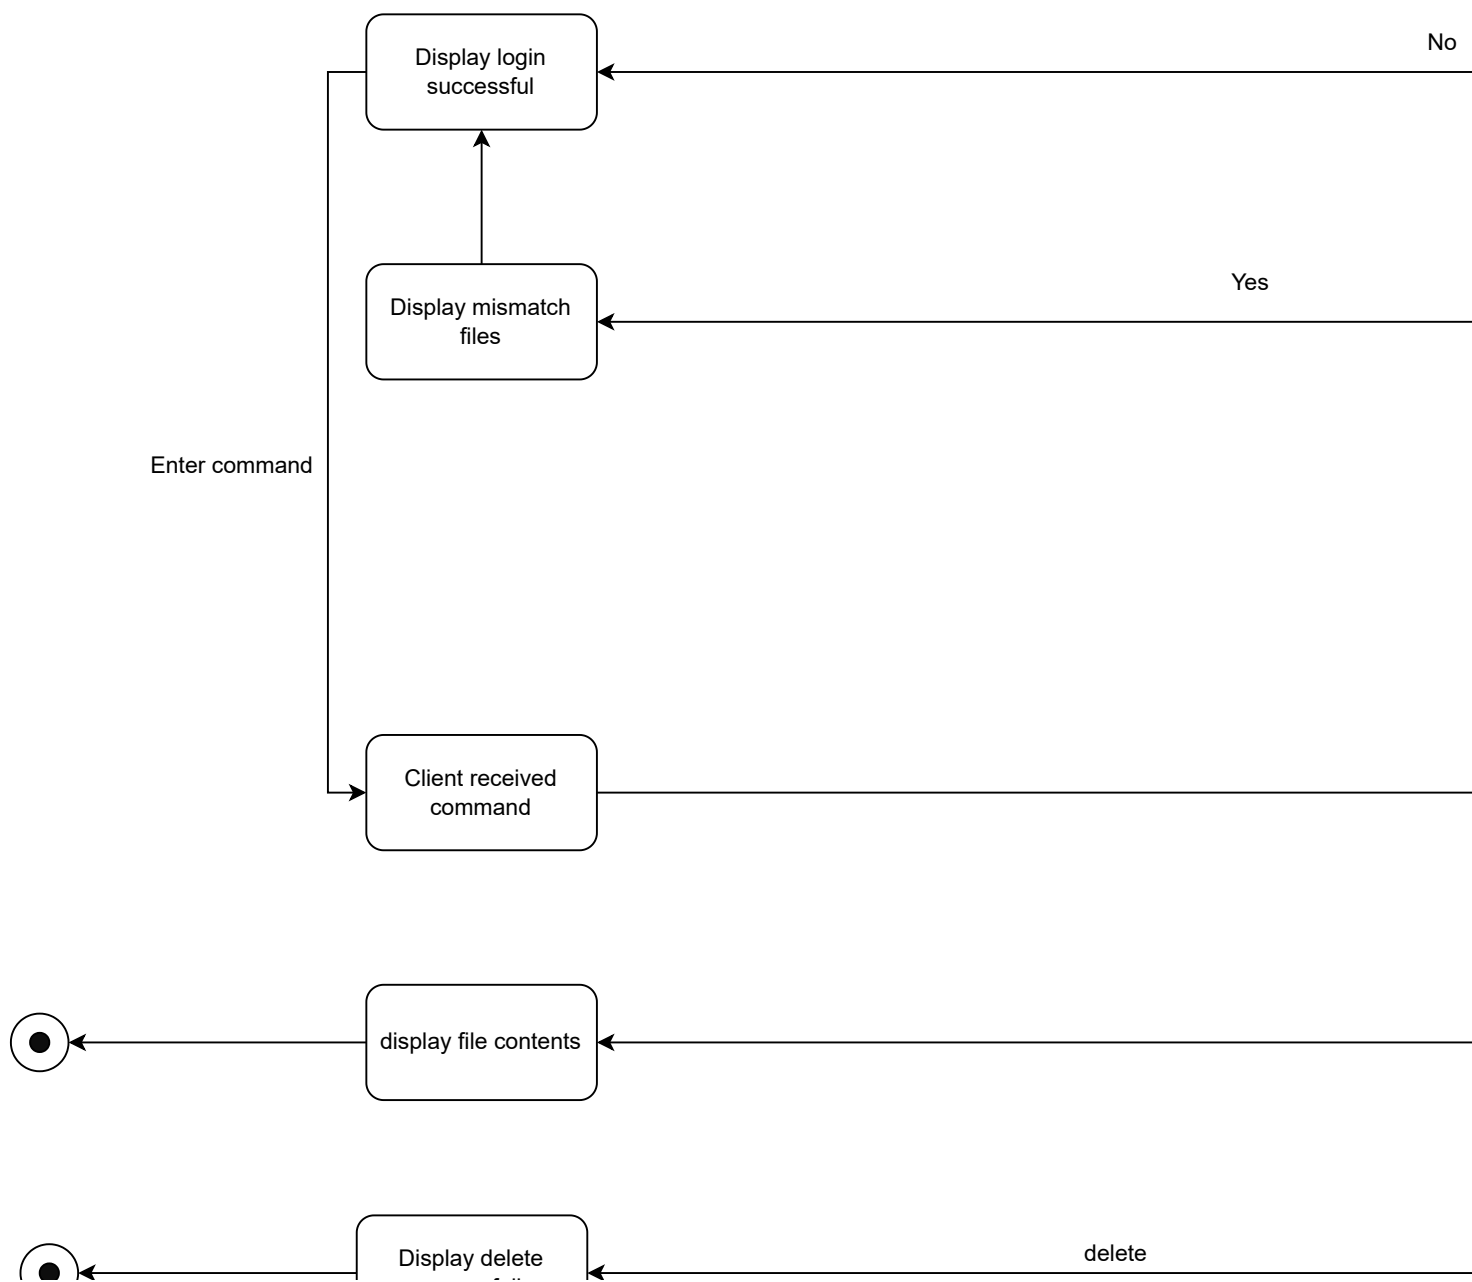 No
Display login
successful
Yes
Display mismatch
files
Enter command
Client received
command
display file contents
delete
Display delete